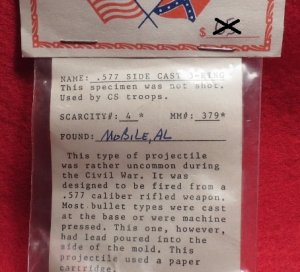 $
NAME: .577 SIDE CAST 3-RING
This specimen was not shot.
Used by CS troops.
SCARCITY#: 4 * MM#: 379*
FOUND: MOBILE, AL
This type of projectile
was rather uncommon during
the Civil War. It was
designed to be fired from a
.577 caliber rifled weapon.
Most bullet types were cast
at the base or were machine
pressed. This one, however,
had lead poured into the
side of the mold. This
projectile used a paper
cartridge.